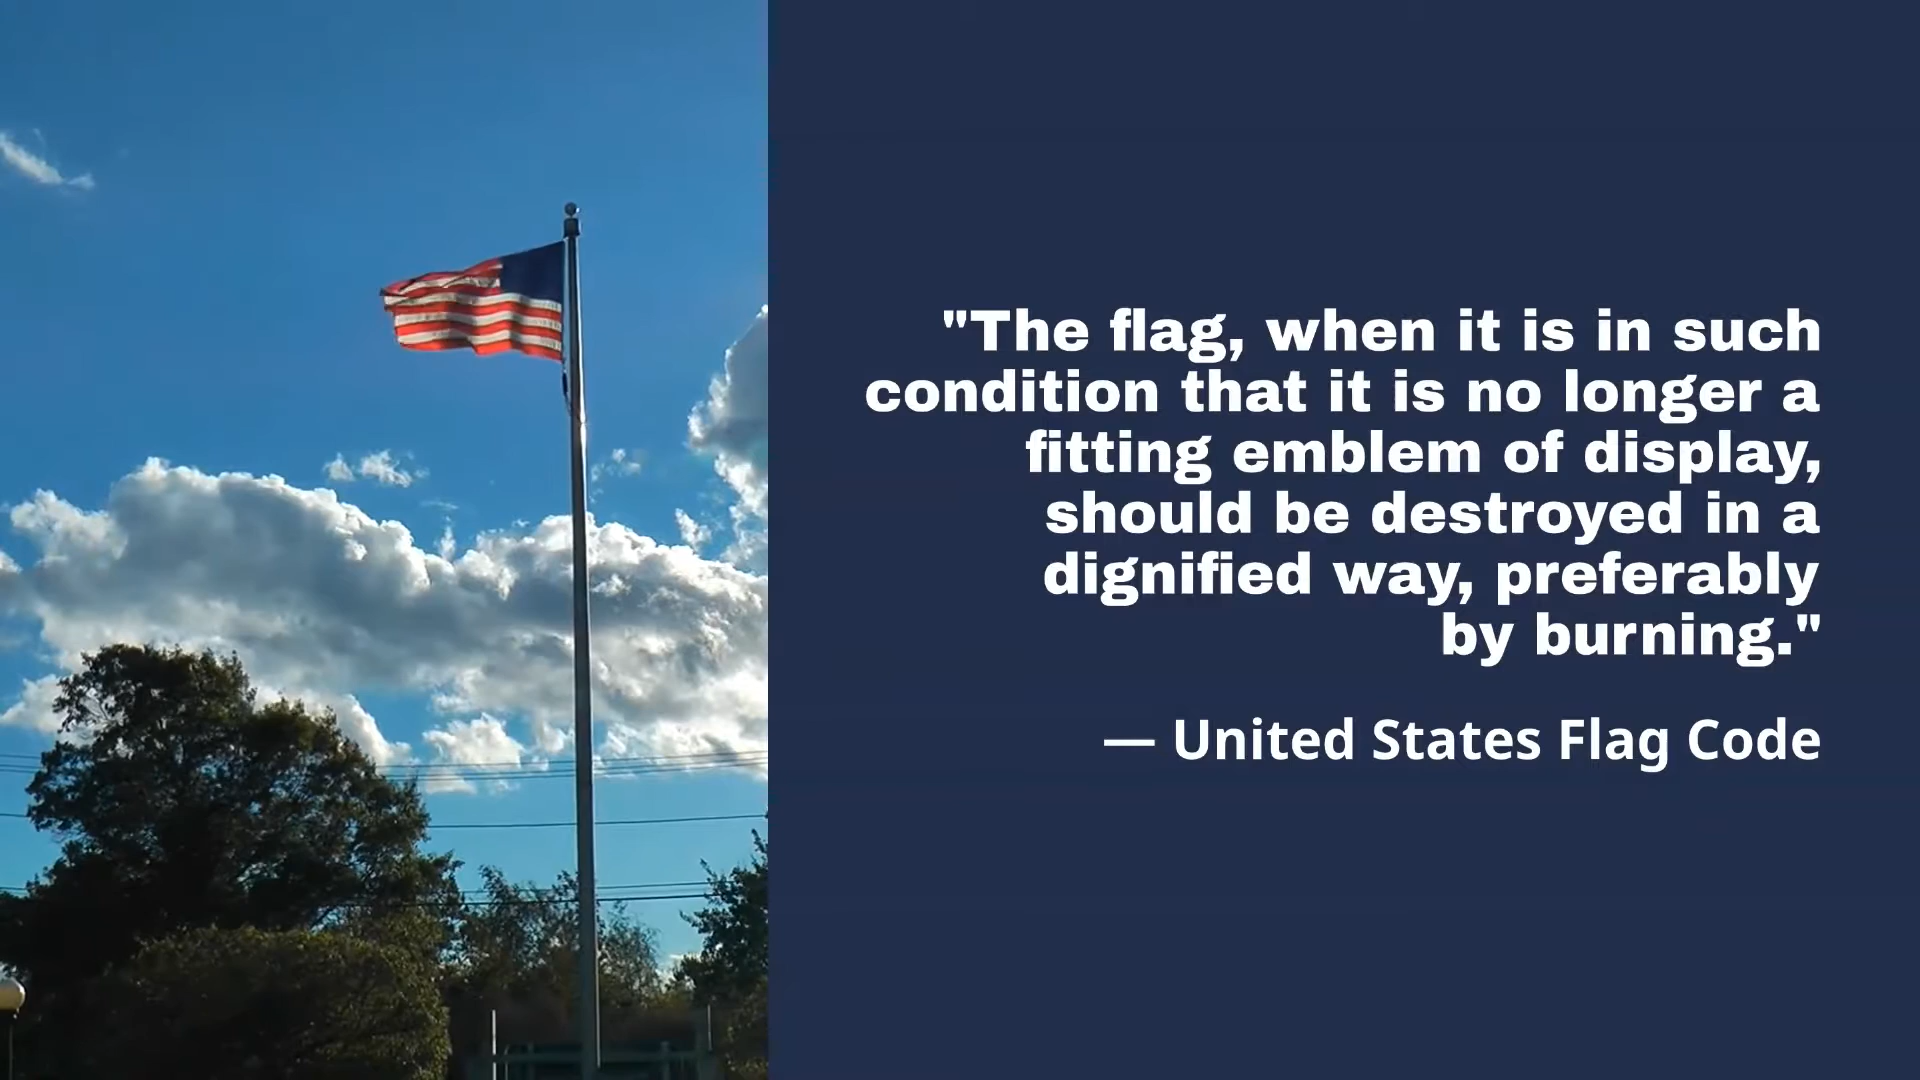 "The flag, when it is in such
condition that it is no longer a
fitting emblem of display,
should be destroyed in a
dignified way, preferably
by burning."
— United States Flag Code